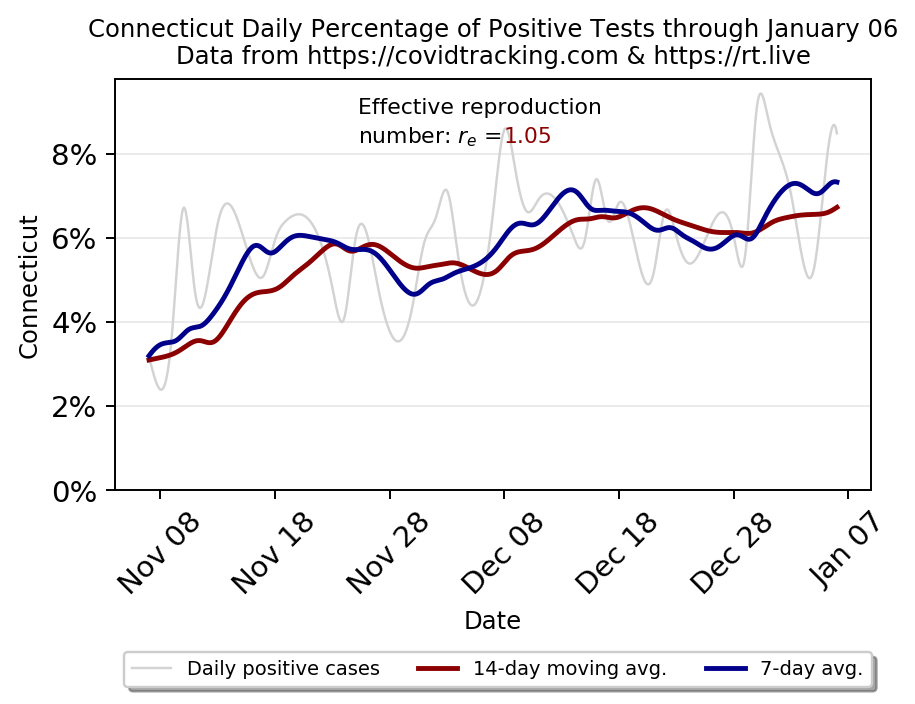 Connecticut Daily Percentage of Positive Tests through January 06
Data from https://covidtracking.com & https://rt.live
Effective reproduction
number: rₑ =1.05
8%
6%
4%
2%
0%
Connecticut
Nov 08
Nov 18
Nov 28
Dec 08
Dec 18
Dec 28
Jan 07
Date
Daily positive cases
14-day moving avg.
7-day avg.